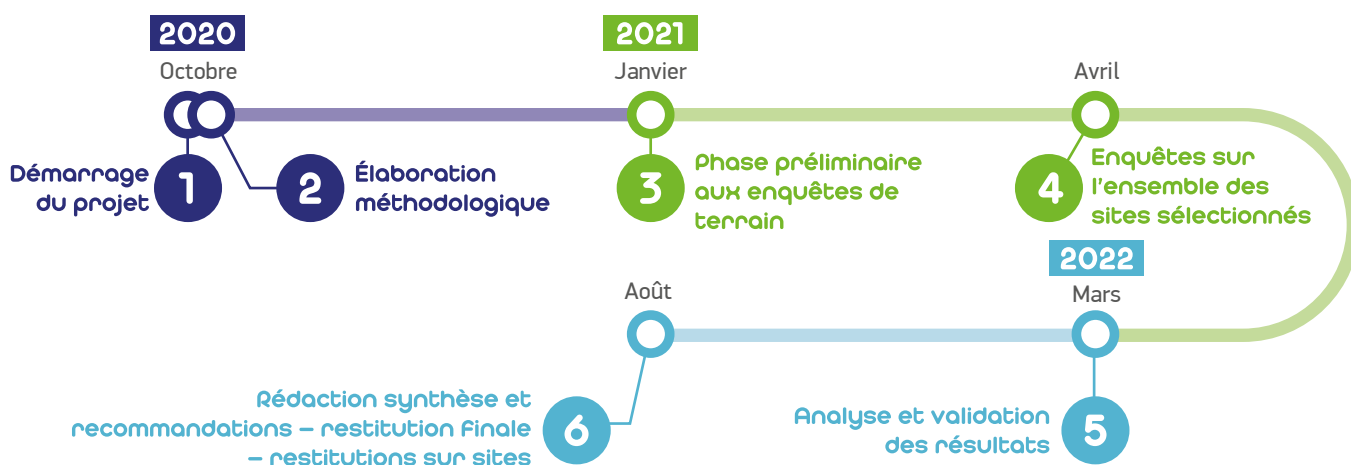 2020
Octobre
1
Démarrage
du projet
2
Élaboration
méthodologique
2021
Janvier
3
Phase préliminaire
aux enquêtes de
terrain
Avril
4
Enquêtes sur
l'ensemble des
sites sélectionnés
2022
Mars
5
Analyse et validation
des résultats
Août
6
Rédaction synthèse et
recommandations – restitution finale
– restitutions sur sites